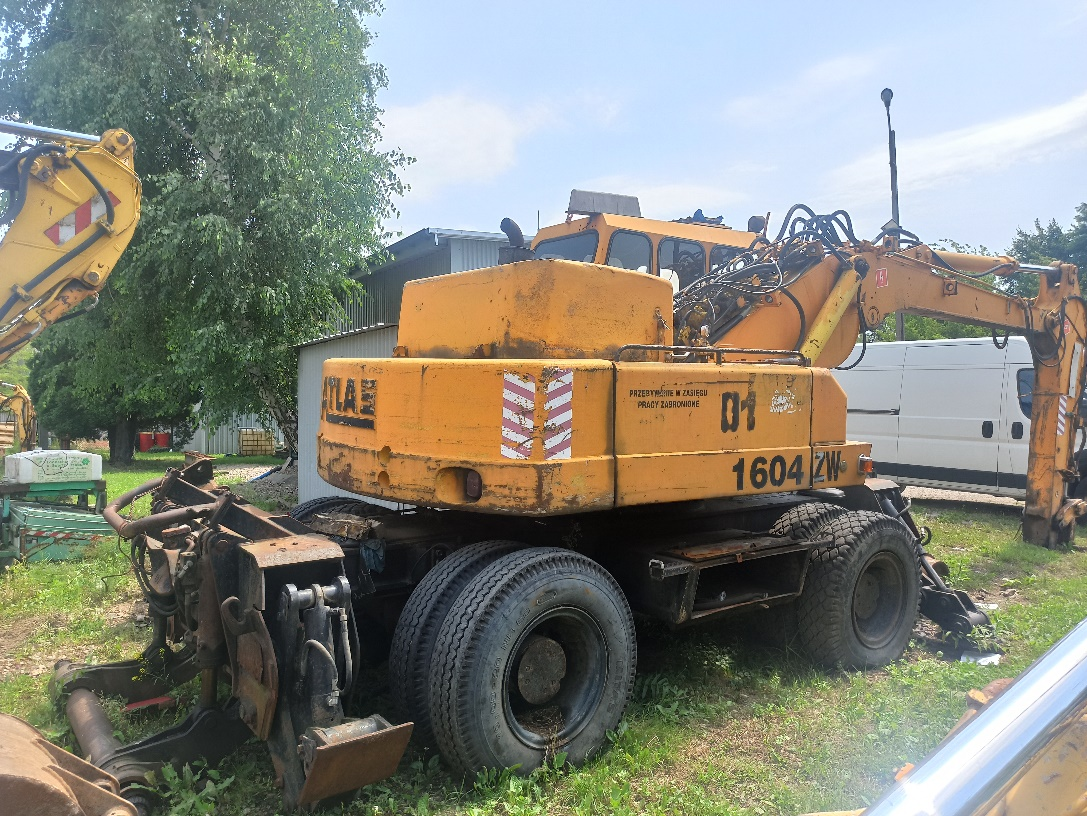 ATLAS
PRZEBYWANIE W ZASIĘGU
PRACY ZABRONIONE
01
1604 ZW